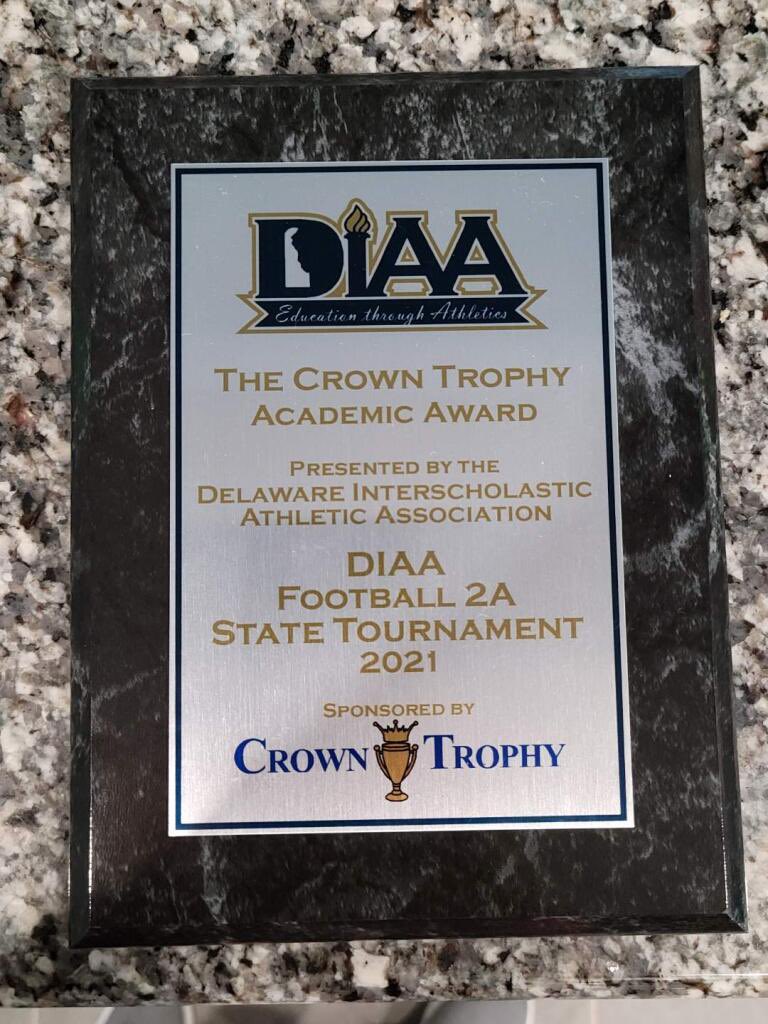 DIAA
Education through Athletics
THE CROWN TROPHY
ACADEMIC AWARD
PRESENTED BY THE
DELAWARE INTERSCHOLASTIC
ATHLETIC ASSOCIATION
DIAA
FOOTBALL 2A
STATE TOURNAMENT
2021
SPONSORED BY
CROWN TROPHY